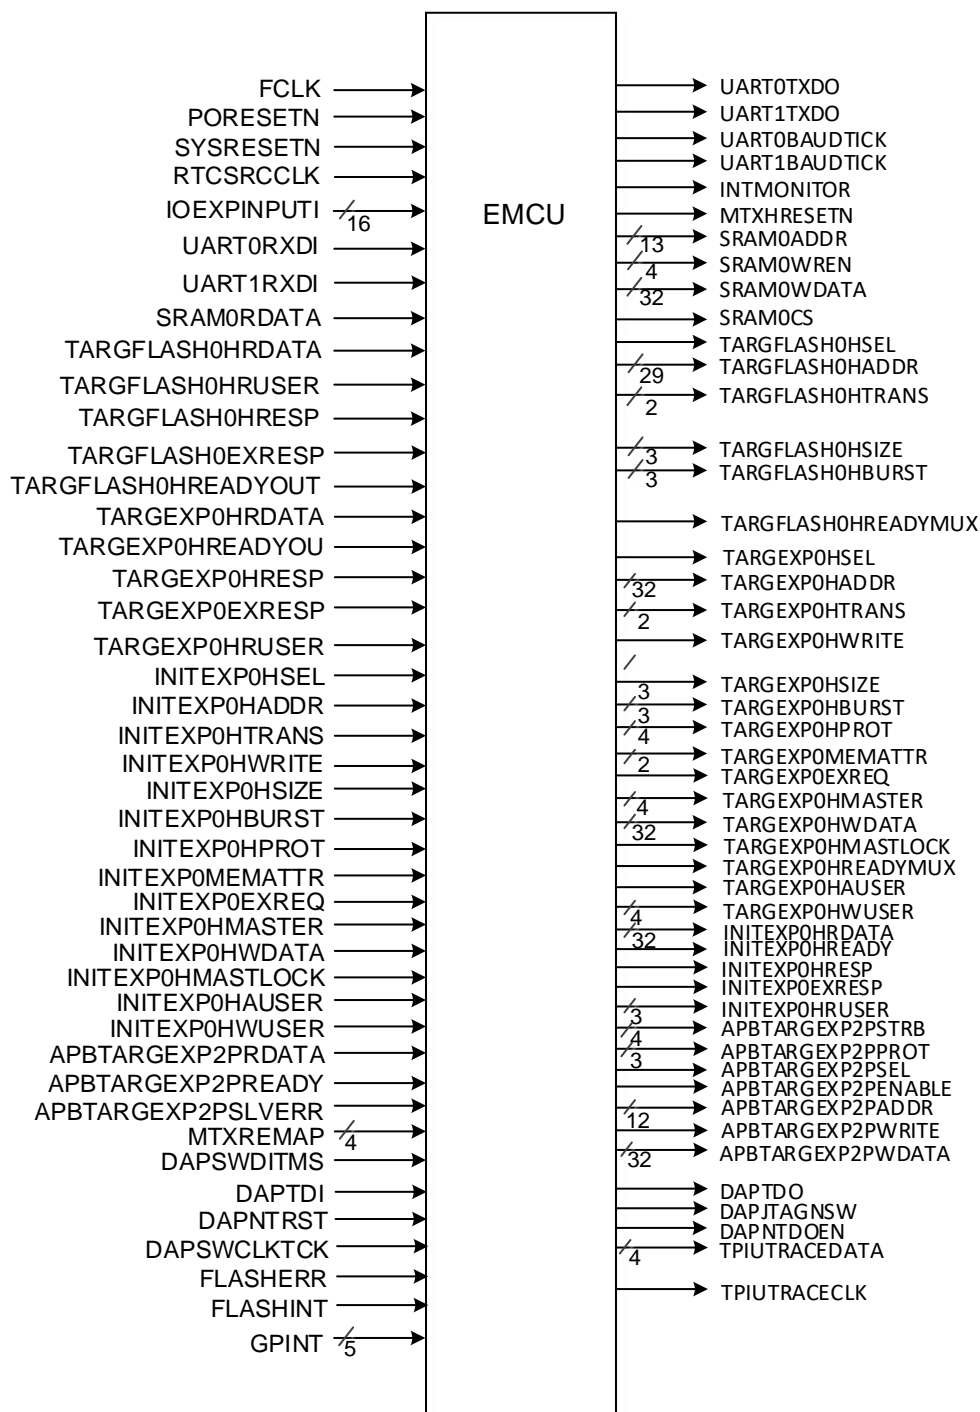 EMCU
FCLK
PORESETN
SYSRESETN
RTCSRCCLK
IOEXPINPUTI
16
UART0RXDI
UART1RXDI
SRAM0RDATA
TARGFLASH0HRDATA
TARGFLASH0HRUSER
TARGFLASH0HRESP
TARGFLASH0EXRESP
TARGFLASH0HREADYOUT
TARGEXP0HRDATA
TARGEXP0HREADYOU
TARGEXP0HRESP
TARGEXP0EXRESP
TARGEXP0HRUSER
INITEXP0HSEL
INITEXP0HADDR
INITEXP0HTRANS
INITEXP0HWRITE
INITEXP0HSIZE
INITEXP0HBURST
INITEXP0HPROT
INITEXP0MEMATTR
INITEXP0EXREQ
INITEXP0HMASTER
INITEXP0HWDATA
INITEXP0HMASTLOCK
INITEXP0HAUSER
INITEXP0HWUSER
APBTARGEXP2PRDATA
APBTARGEXP2PREADY
APBTARGEXP2PSLVERR
MTXREMAP
4
DAPSWDITMS
DAPTDI
DAPNTRST
DAPSWCLKTCK
FLASHERR
FLASHINT
GPINT
5
UART0TXDO
UART1TXDO
UART0BAUDTICK
UART1BAUDTICK
INTMONITOR
MTXHRESETN
SRAM0ADDR
13
SRAM0WREN
4
SRAM0WDATA
32
SRAM0CS
TARGFLASH0HSEL
TARGFLASH0HADDR
29
TARGFLASH0HTRANS
2
TARGFLASH0HSIZE
3
TARGFLASH0HBURST
3
TARGFLASH0HREADYMUX
TARGEXP0HSEL
TARGEXP0HADDR
32
TARGEXP0HTRANS
2
TARGEXP0HWRITE
TARGEXP0HSIZE
3
TARGEXP0HBURST
3
TARGEXP0HPROT
4
TARGEXP0MEMATTR
2
TARGEXP0EXREQ
TARGEXP0HMASTER
4
TARGEXP0HWDATA
32
TARGEXP0HMASTLOCK
TARGEXP0HREADYMUX
TARGEXP0HAUSER
TARGEXP0HWUSER
4
INITEXP0HRDATA
32
INITEXP0HREADY
INITEXP0HRESP
INITEXP0EXRESP
INITEXP0HRUSER
3
APBTARGEXP2PSTRB
4
APBTARGEXP2PPROT
3
APBTARGEXP2PSEL
APBTARGEXP2PENABLE
APBTARGEXP2PADDR
12
APBTARGEXP2PWRITE
APBTARGEXP2PWDATA
32
DAPTDO
DAPJTAGNSW
DAPNTDOEN
TPIUTRACEDATA
4
TPIUTRACECLK